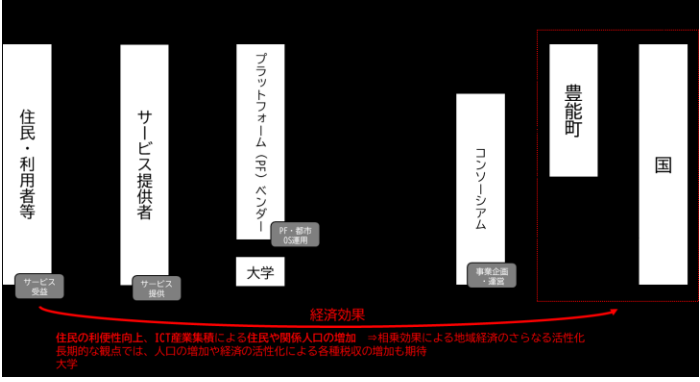 住民・利用者等
サービス提供者
プラットフォーム（PF）ベンダー
コンソーシアム
豊能町
国
PF・都市
OS運用
大学
サービス
受益
サービス
提供
事業企画
・運営
経済効果
住民の利便性向上、ICT産業集積による住民や関係人口の増加　⇒相乗効果による地域経済のさらなる活性化
長期的な観点では、人口の増加や経済の活性化による各種税収の増加も期待
大学